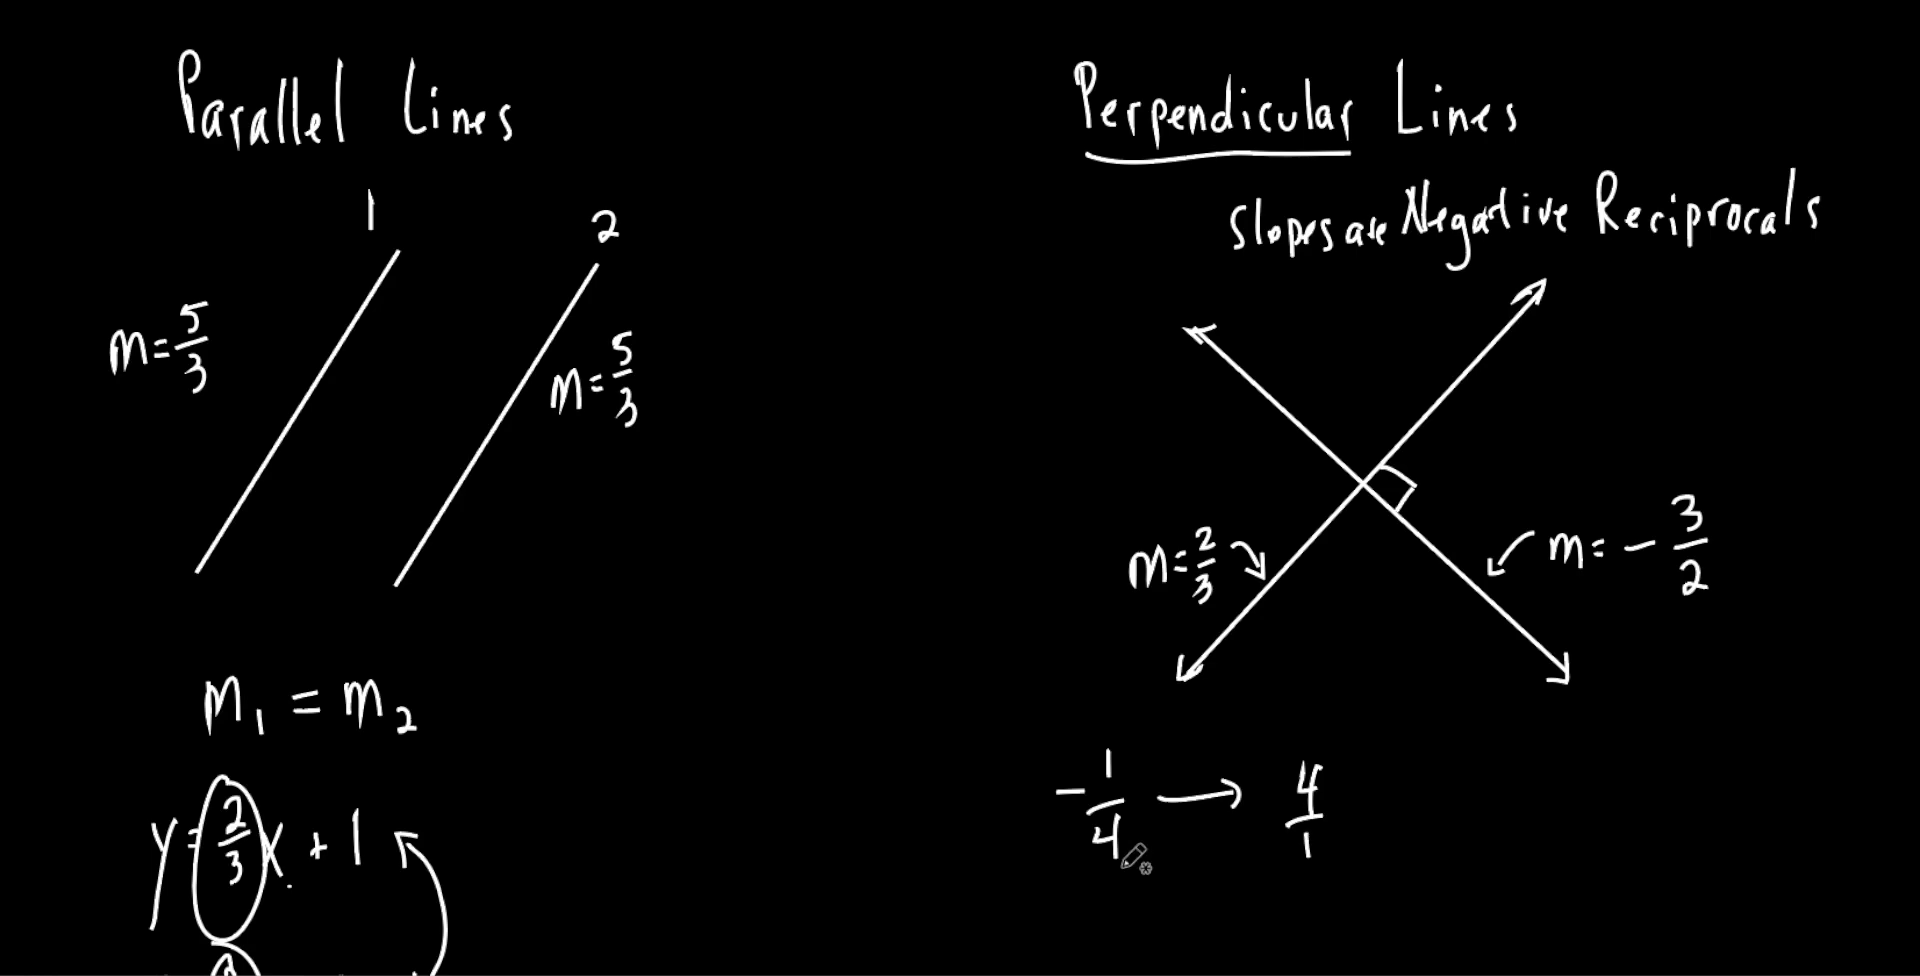 Parallel Lines
1
2
m = 5/3
m = 5/3
m₁ = m₂
y = 2/3 x + 1
Perpendicular Lines
Slopes are Negative Reciprocals
m = 2/3
m = - 3/2
- 1/4 → 4/1